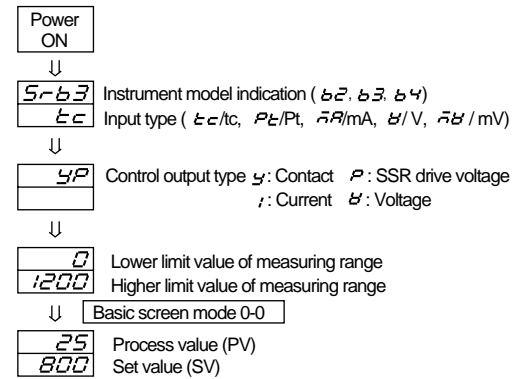 Power
ON
⇓
Srb3 Instrument model indication ( b2, b3, b4)
tc Input type ( tc/tc, Pt/Pt, mA/mA, V/ V, mV / mV)
⇓
yP Control output type y: Contact P: SSR drive voltage
i: Current V: Voltage
⇓
0 Lower limit value of measuring range
1200 Higher limit value of measuring range
⇓ Basic screen mode 0-0
25 Process value (PV)
800 Set value (SV)